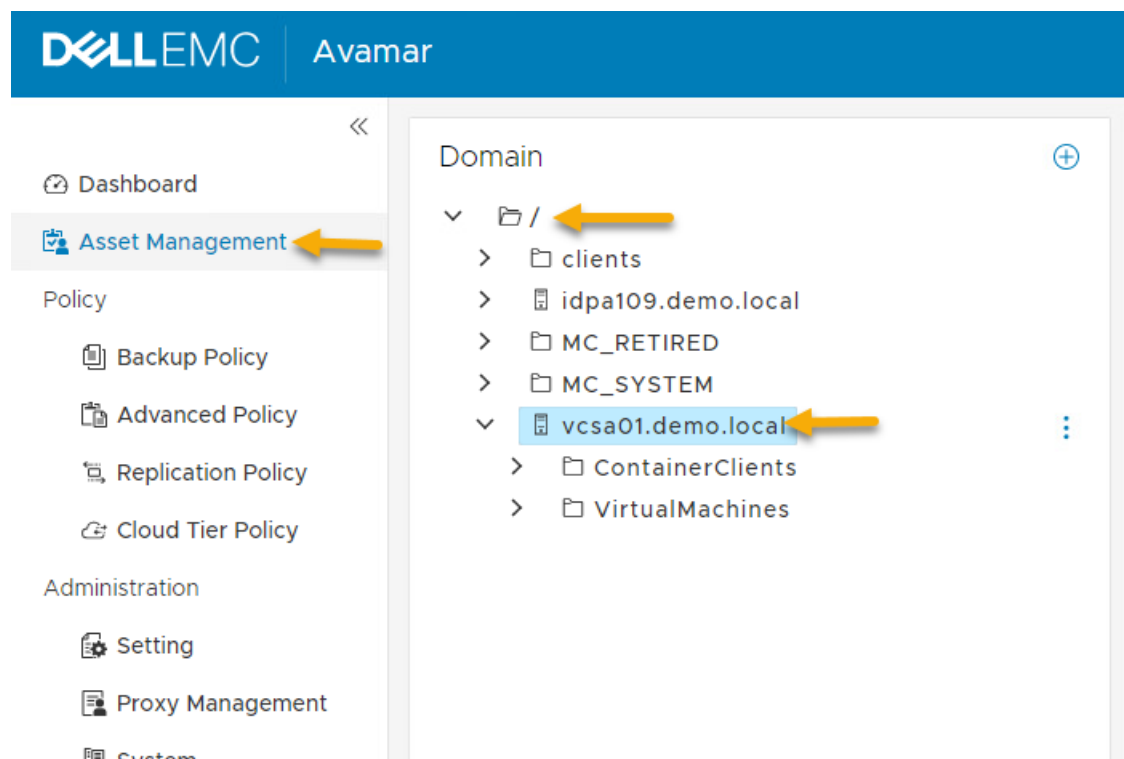 DELLEMC Avamar
Dashboard
Asset Management
Policy
Backup Policy
Advanced Policy
Replication Policy
Cloud Tier Policy
Administration
Setting
Proxy Management
System
Domain
/
clients
idpa109.demo.local
MC_RETIRED
MC_SYSTEM
vcsa01.demo.local
ContainerClients
VirtualMachines